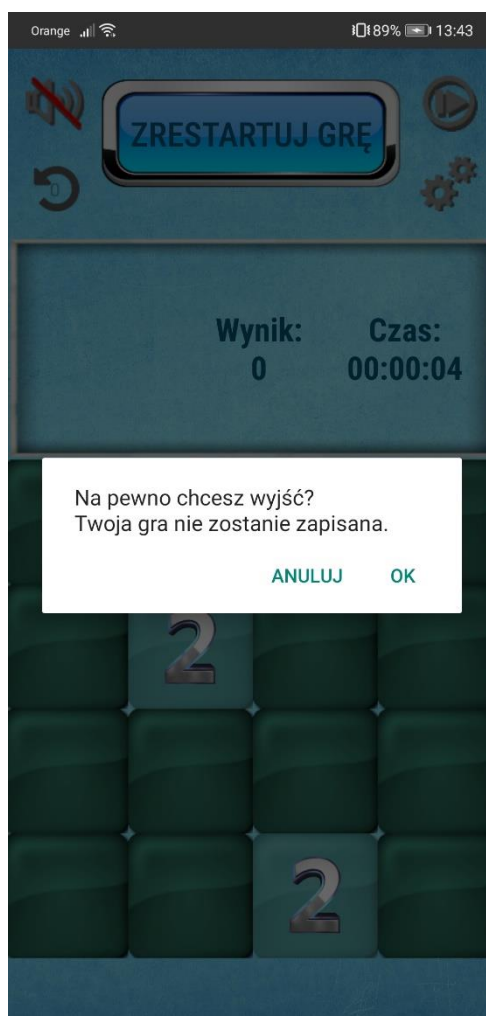 Orange 89% 13:43
ZRESTARTUJ GRĘ
0
Wynik: Czas:
0 00:00:04
Na pewno chcesz wyjść?
Twoja gra nie zostanie zapisana.
ANULUJ OK
2
2